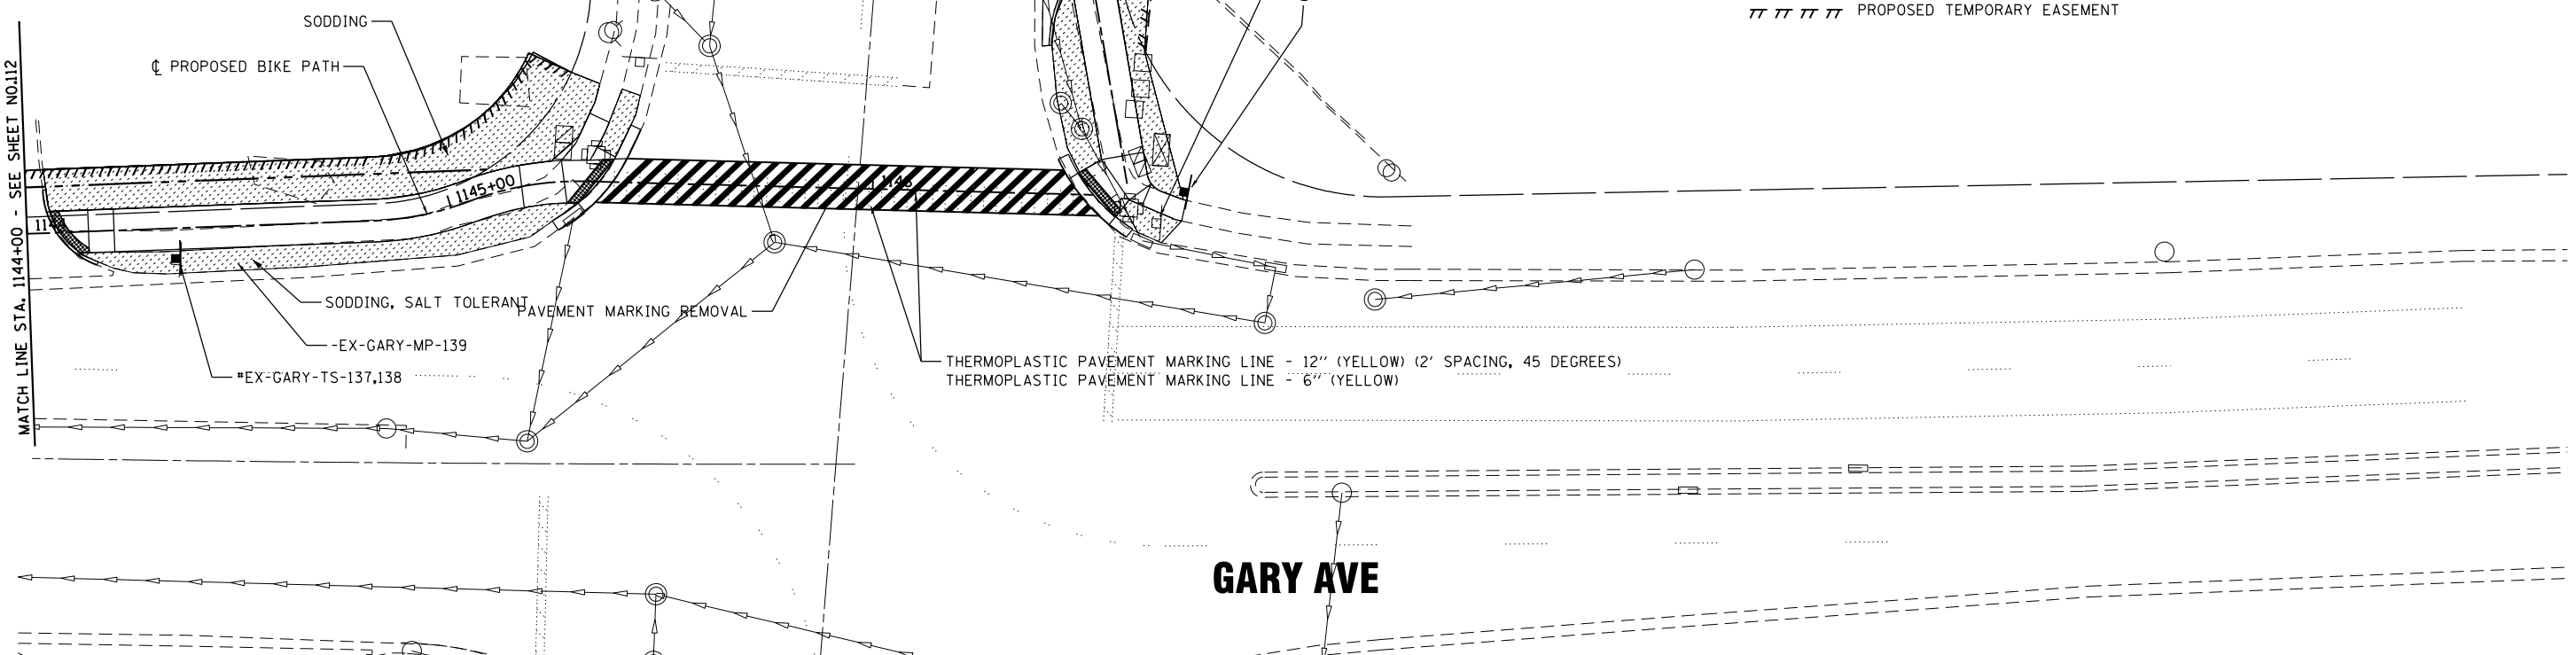 PROPOSED TEMPORARY EASEMENT
SODDING
℄ PROPOSED BIKE PATH
MATCH LINE STA. 1144+00 - SEE SHEET NO.112
1145+00
SODDING, SALT TOLERANT
PAVEMENT MARKING REMOVAL
-EX-GARY-MP-139
THERMOPLASTIC PAVEMENT MARKING LINE - 12'' (YELLOW) (2' SPACING, 45 DEGREES)
*EX-GARY-TS-137,138
THERMOPLASTIC PAVEMENT MARKING LINE - 6'' (YELLOW)
GARY AVE